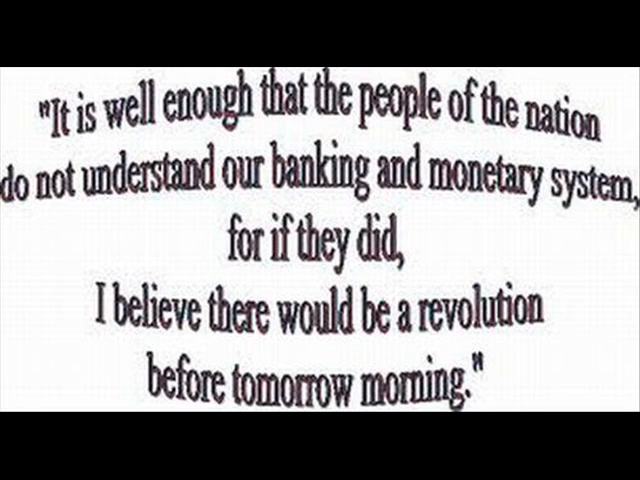 "It is well enough that the people of the nation
do not understand our banking and monetary system,
for if they did,
I believe there would be a revolution
before tomorrow morning."